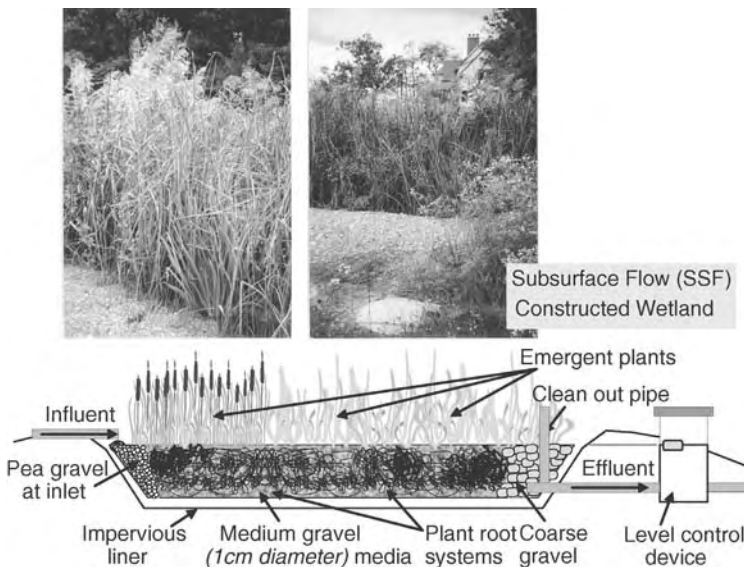 Subsurface Flow (SSF)
Constructed Wetland
Emergent plants
Clean out pipe
Influent
Pea gravel
at inlet
Effluent
Impervious
liner
Medium gravel
(1cm diameter) media
Plant root
systems
Coarse
gravel
Level control
device